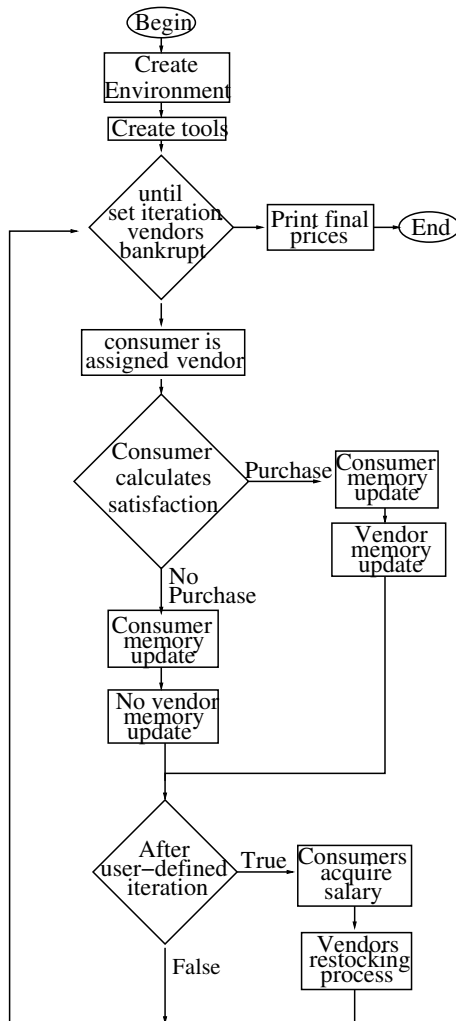 Begin
Create
Environment
Create tools
until
set iteration
vendors
bankrupt
Print final
prices
End
consumer is
assigned vendor
Consumer
calculates
satisfaction
Purchase
Consumer
memory
update
Vendor
memory
update
No
Purchase
Consumer
memory
update
No vendor
memory
update
After
user-defined
iteration
True
Consumers
acquire
salary
Vendors
restocking
process
False